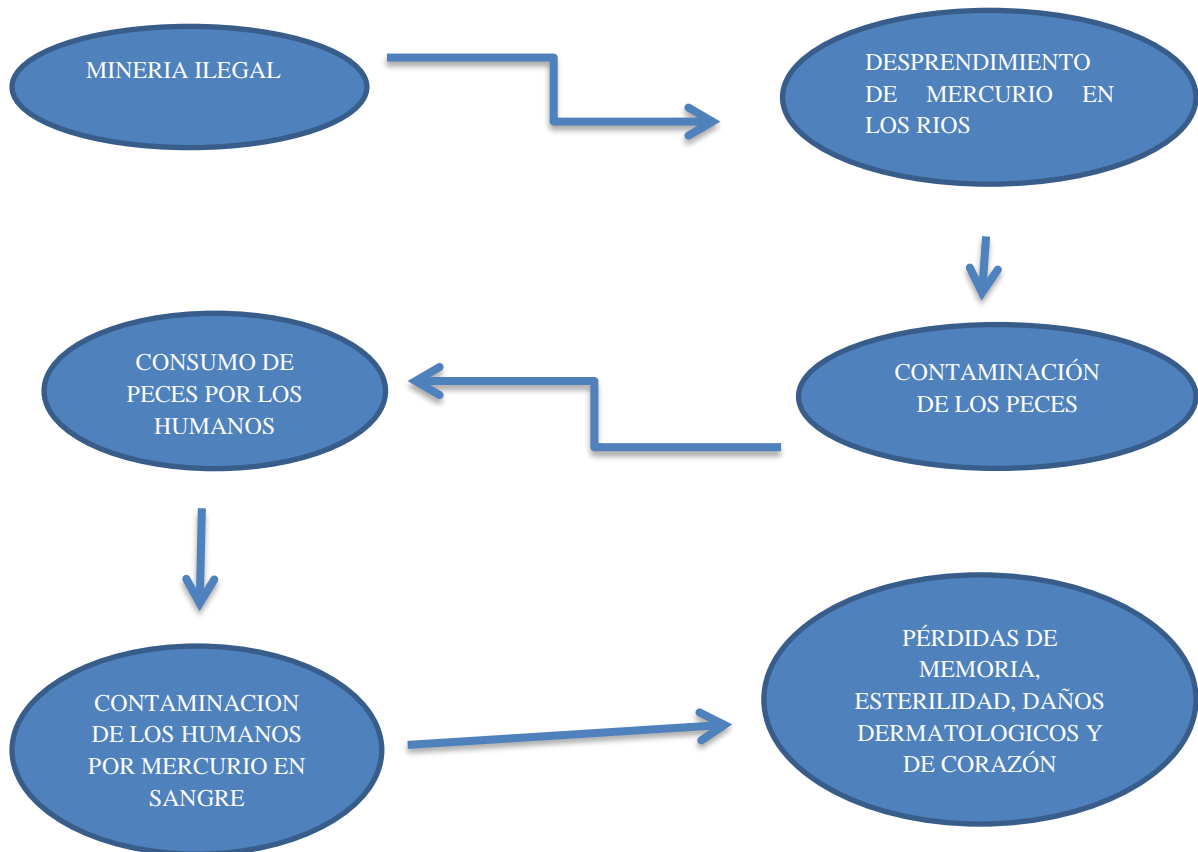 MINERIA ILEGAL
DESPRENDIMIENTO
DE MERCURIO EN
LOS RIOS
CONTAMINACIÓN
DE LOS PECES
CONSUMO DE
PECES POR LOS
HUMANOS
CONTAMINACION
DE LOS HUMANOS
POR MERCURIO EN
SANGRE
PÉRDIDAS DE
MEMORIA,
ESTERILIDAD, DAÑOS
DERMATOLOGICOS Y
DE CORAZÓN